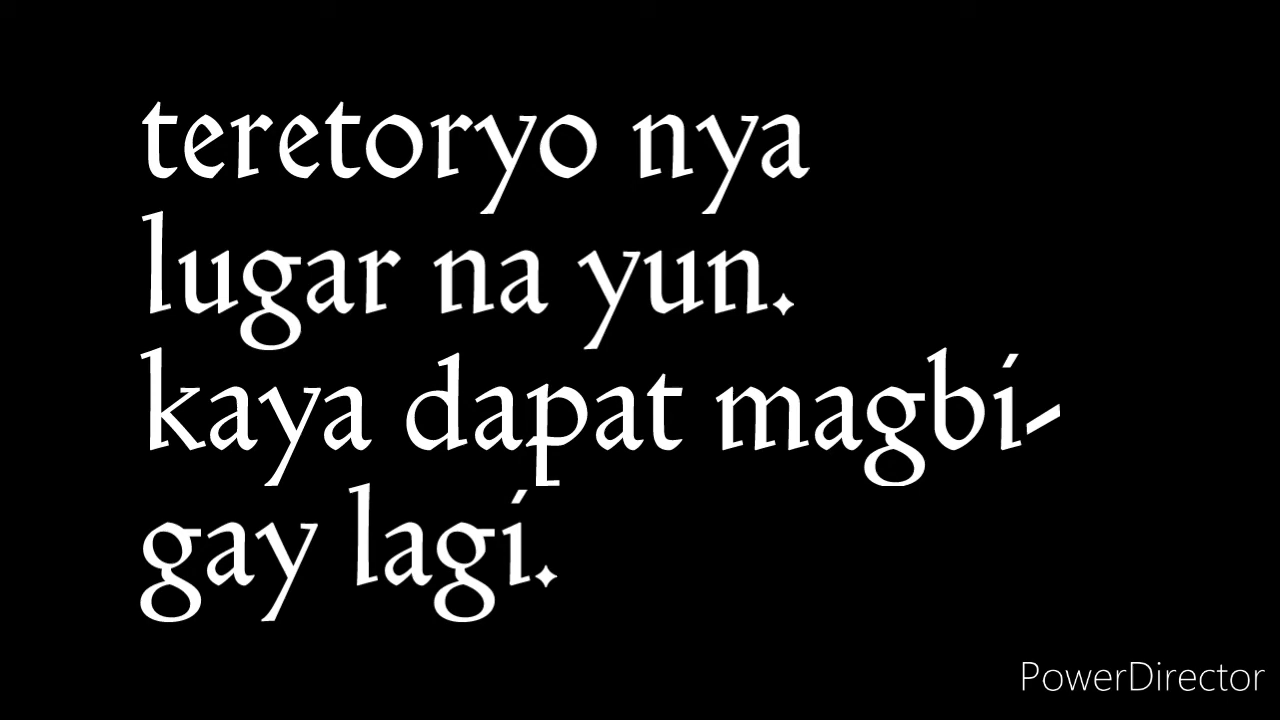 teretoryo nya
lugar na yun.
kaya dapat magbi-
gay lagi.
PowerDirector